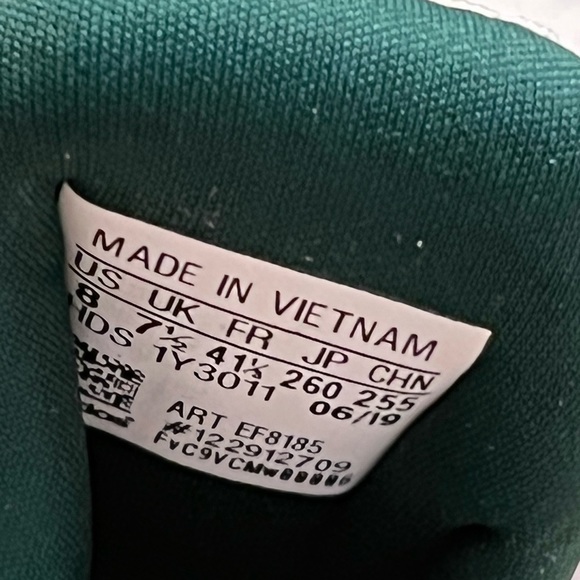 MADE IN VIETNAM
US UK FR JP CHN
8 7½ 41⅓ 260 255
HDS 1Y3011 06/19
ART EF8185
#122912709